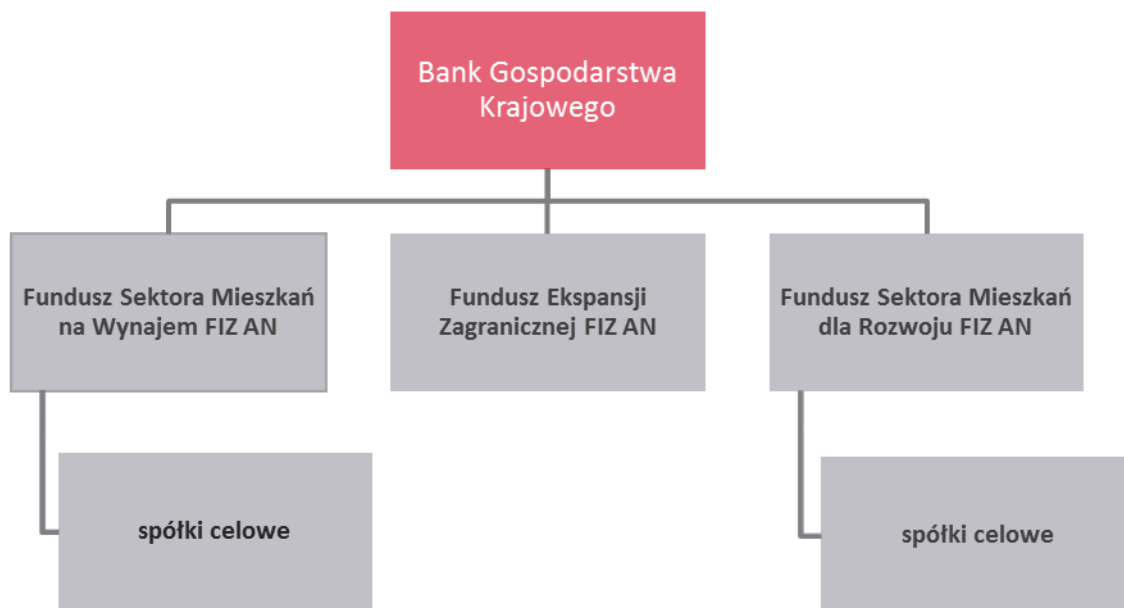 Bank Gospodarstwa
Krajowego
Fundusz Sektora Mieszkań
na Wynajem FIZ AN
Fundusz Ekspansji
Zagranicznej FIZ AN
Fundusz Sektora Mieszkań
dla Rozwoju FIZ AN
spółki celowe
spółki celowe